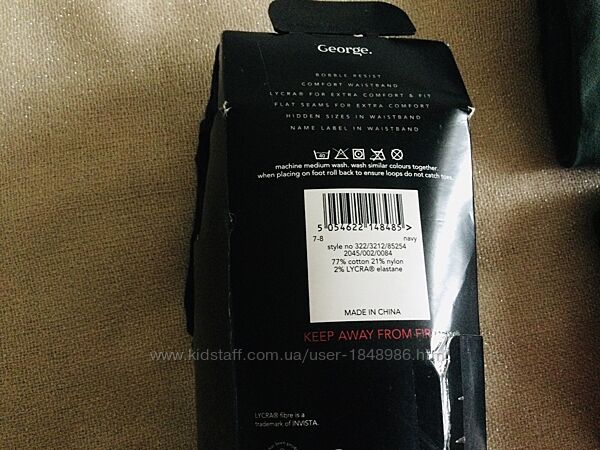 George.
BOBBLE RESIST
COMFORT WAISTBAND
LYCRA® FOR EXTRA COMFORT & FIT
FLAT SEAMS FOR EXTRA COMFORT
HIDDEN SIZES IN WAISTBAND
NAME LABEL IN WAISTBAND
machine medium wash. wash similar colours together.
when placing on foot roll back to ensure loops do not catch toes.
5 054622 148485 >
7-8 navy
style no 322/3212/85254
2045/002/0084
77% cotton 21% nylon
2% LYCRA® elastane
MADE IN CHINA
KEEP AWAY FROM FIRE
www.kidstaff.com.ua/user-1848986.html
LYCRA® fibre is a
trademark of INVISTA.